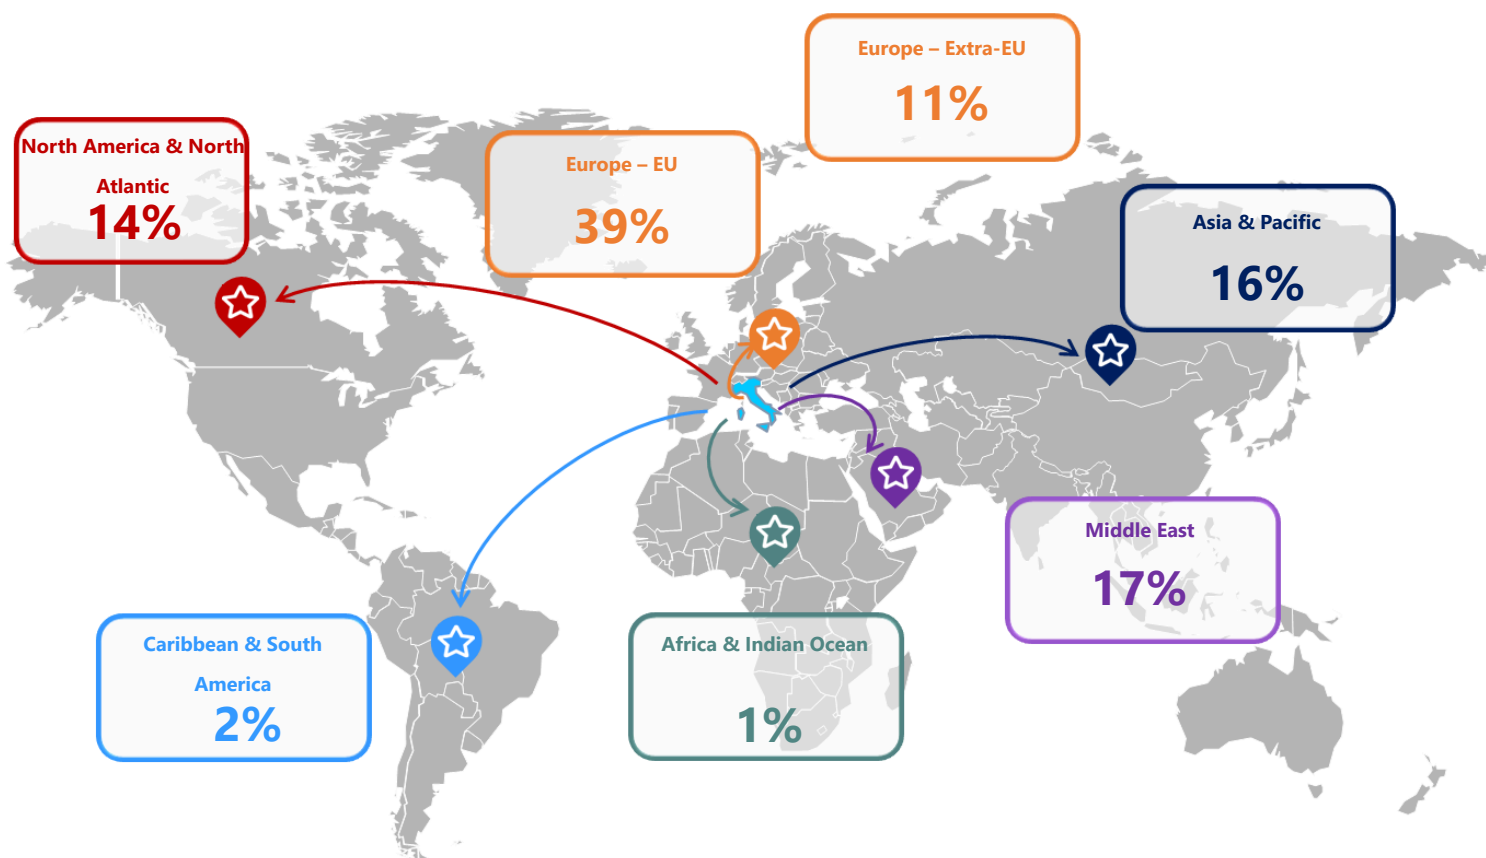 Europe – Extra-EU
11%
North America & North
Atlantic
14%
Europe – EU
39%
Asia & Pacific
16%
Middle East
17%
Caribbean & South
America
2%
Africa & Indian Ocean
1%